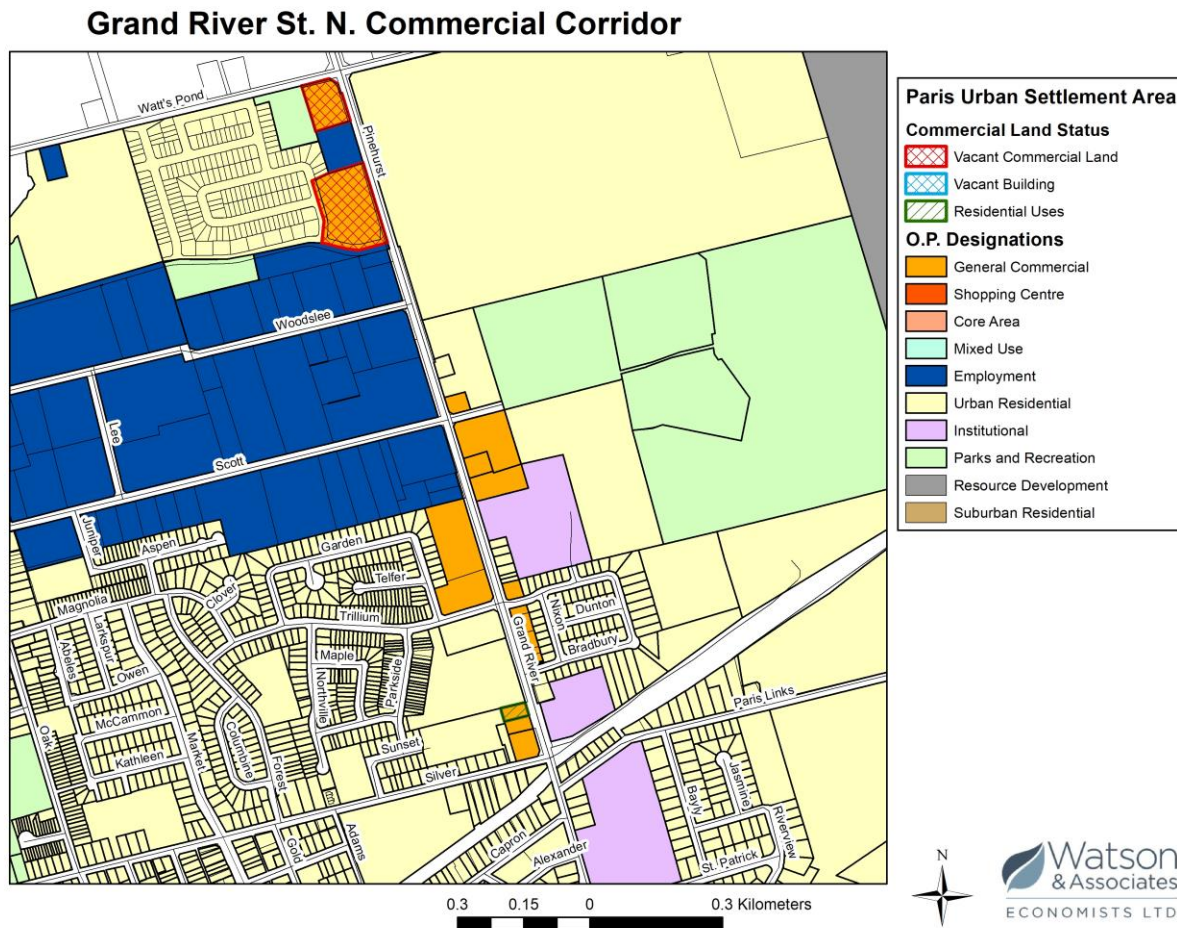 Grand River St. N. Commercial Corridor
Watt's Pond
Pinehurst
Woodslee
Lee
Scott
Juniper
Aspen
Garden
Telfer
Clover
Magnolia
Trillium
Abeles
Larkspur
Owen
Maple
Northville
Parkside
McCammon
Kathleen
Market
Columbine
Forest
Sunset
Silver
Oak
Gold
Adams
Grand River
Nixon
Dunton
Bradbury
Paris Links
Capron
Alexander
Bayly
Jasmine
Riverview
St. Patrick
Paris Urban Settlement Area
Commercial Land Status
Vacant Commercial Land
Vacant Building
Residential Uses
O.P. Designations
General Commercial
Shopping Centre
Core Area
Mixed Use
Employment
Urban Residential
Institutional
Parks and Recreation
Resource Development
Suburban Residential
0.3 0.15 0 0.3 Kilometers
N
Watson
& Associates
ECONOMISTS LTD